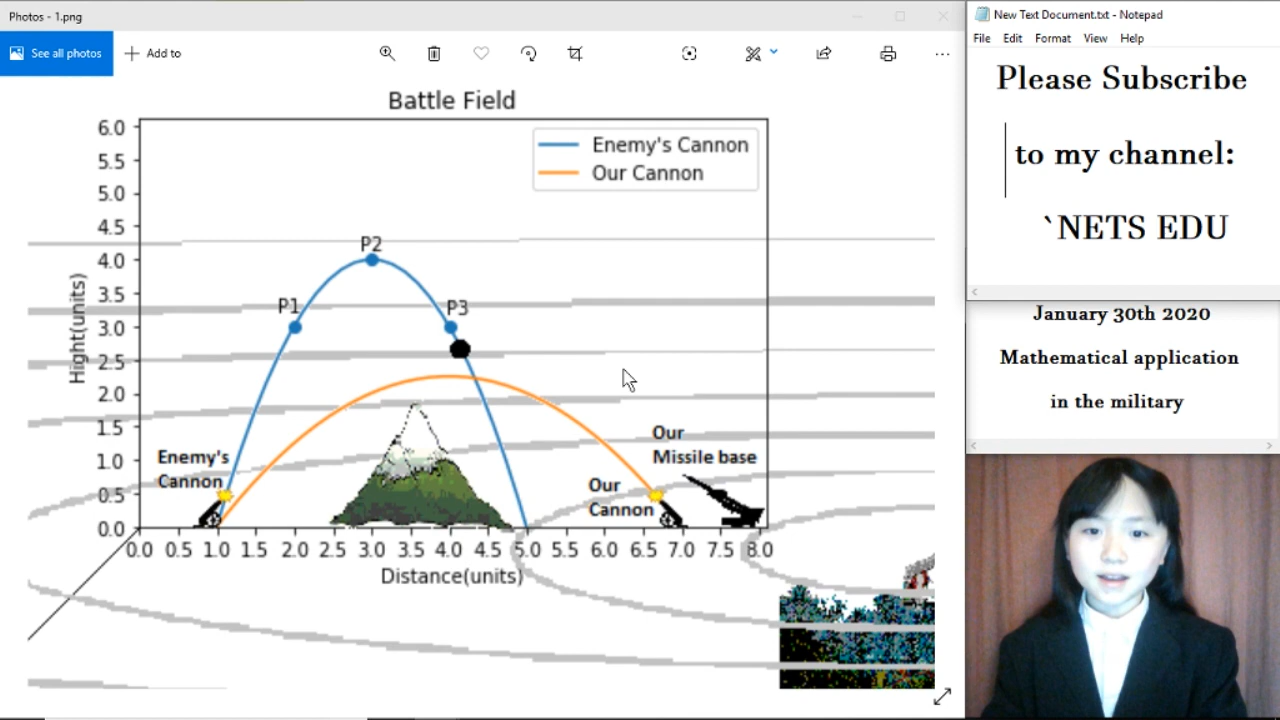 Photos - 1.png
See all photos
Add to
Battle Field
6.0
5.5
5.0
4.5
4.0
3.5
3.0
2.5
2.0
1.5
1.0
0.5
0.0
Hight(units)
Enemy's Cannon
Our Cannon
P1
P2
P3
Enemy's
Cannon
Our
Cannon
Our
Missile base
0.0 0.5 1.0 1.5 2.0 2.5 3.0 3.5 4.0 4.5 5.0 5.5 6.0 6.5 7.0 7.5 8.0
Distance(units)
New Text Document.txt - Notepad
File Edit Format View Help
Please Subscribe
to my channel:
`NETS EDU
January 30th 2020
Mathematical application
in the military